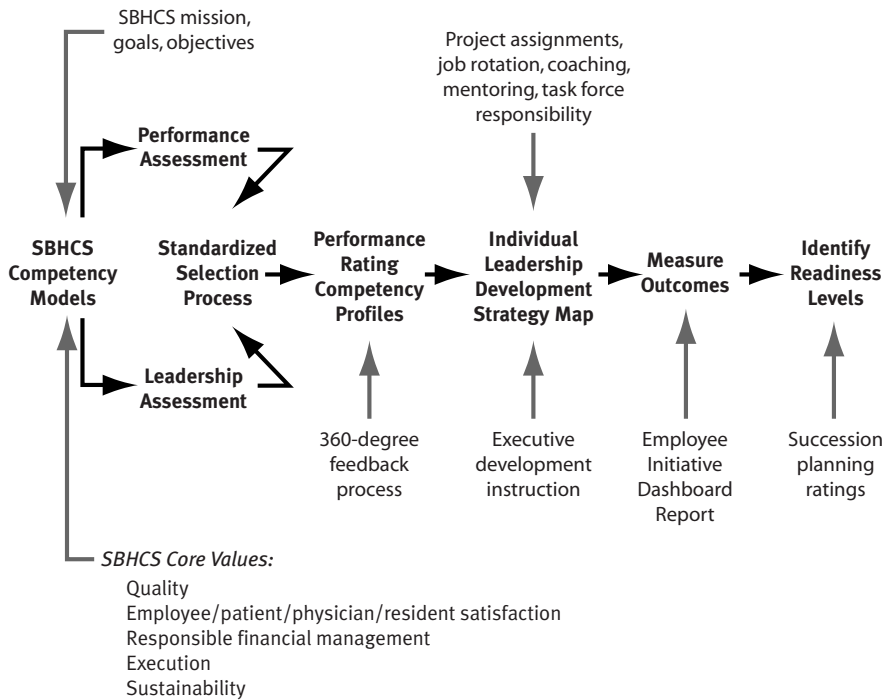 SBHCS mission,
goals, objectives
Project assignments,
job rotation, coaching,
mentoring, task force
responsibility
Performance
Assessment
SBHCS
Competency
Models
Standardized
Selection
Process
Performance
Rating
Competency
Profiles
Individual
Leadership
Development
Strategy Map
Measure
Outcomes
Identify
Readiness
Levels
Leadership
Assessment
360-degree
feedback
process
Executive
development
instruction
Employee
Initiative
Dashboard
Report
Succession
planning
ratings
SBHCS Core Values:
Quality
Employee/patient/physician/resident satisfaction
Responsible financial management
Execution
Sustainability